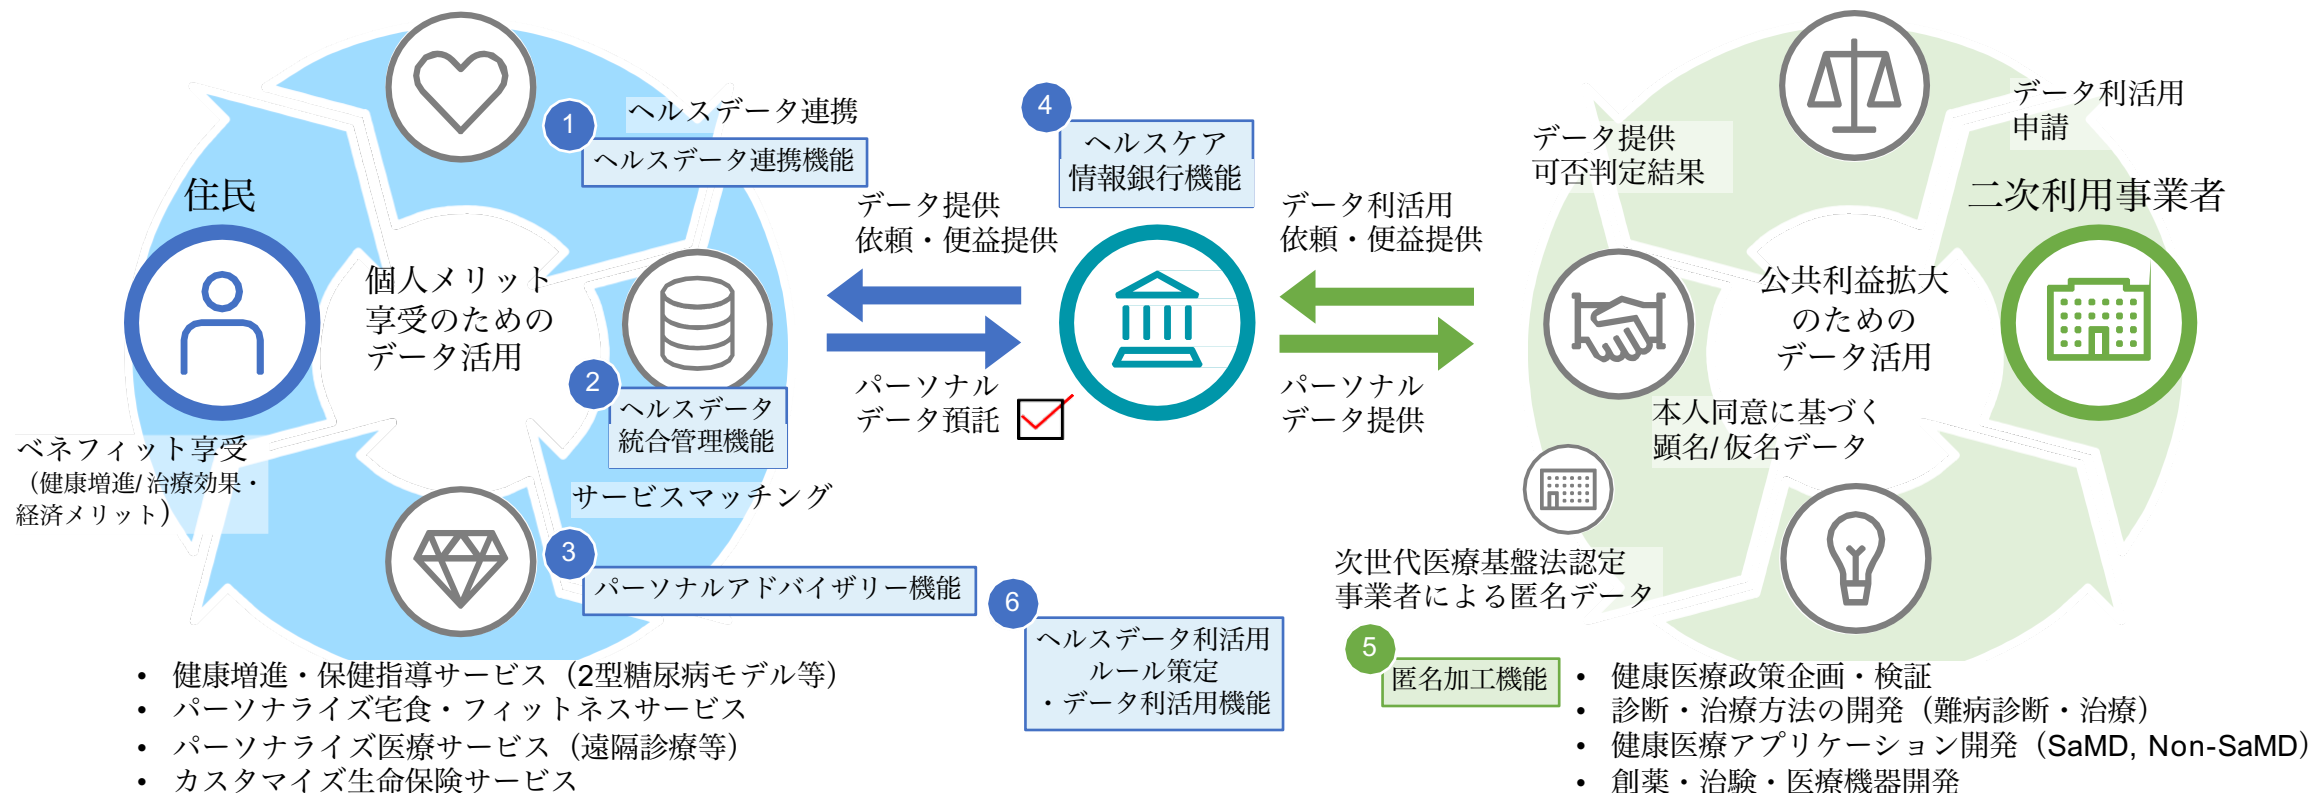 1
ヘルスデータ連携
ヘルスデータ連携機能
住民
個人メリット
享受のための
データ活用
2
ヘルスデータ
統合管理機能
ベネフィット享受
（健康増進/治療効果・
経済メリット）
サービスマッチング
3
パーソナルアドバイザリー機能
• 健康増進・保健指導サービス（2型糖尿病モデル等）
• パーソナライズ宅食・フィットネスサービス
• パーソナライズ医療サービス（遠隔診療等）
• カスタマイズ生命保険サービス
4
ヘルスケア
情報銀行機能
データ提供
依頼・便益提供
データ利活用
依頼・便益提供
パーソナル
データ預託
パーソナル
データ提供
6
ヘルスデータ利活用
ルール策定
・データ利活用機能
データ提供
可否判定結果
データ利活用
申請
二次利用事業者
公共利益拡大
のための
データ活用
本人同意に基づく
顕名/仮名データ
次世代医療基盤法認定
事業者による匿名データ
5
匿名加工機能
• 健康医療政策企画・検証
• 診断・治療方法の開発（難病診断・治療）
• 健康医療アプリケーション開発（SaMD, Non-SaMD）
• 創薬・治験・医療機器開発